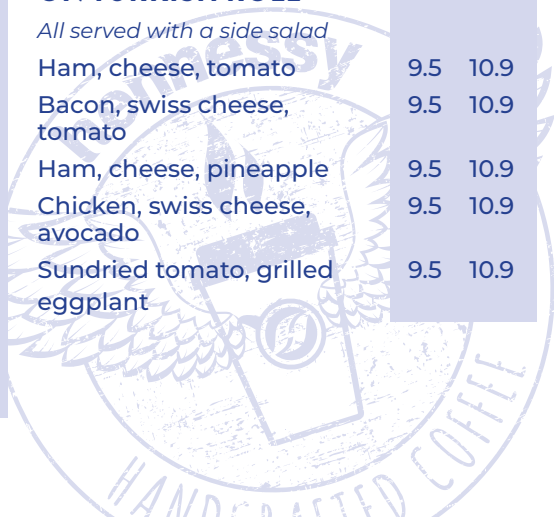 All served with a side salad
Ham, cheese, tomato 9.5 10.9
Bacon, swiss cheese, 9.5 10.9
tomato
Ham, cheese, pineapple 9.5 10.9
Chicken, swiss cheese, 9.5 10.9
avocado
Sundried tomato, grilled 9.5 10.9
eggplant
hennessy
HANDCRAFTED COFFEE